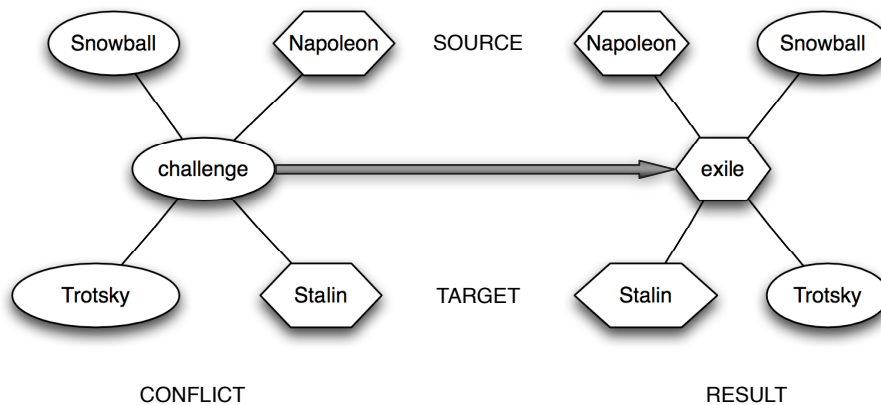 Snowball
Napoleon
SOURCE
Napoleon
Snowball
challenge
exile
Trotsky
Stalin
TARGET
Stalin
Trotsky
CONFLICT
RESULT